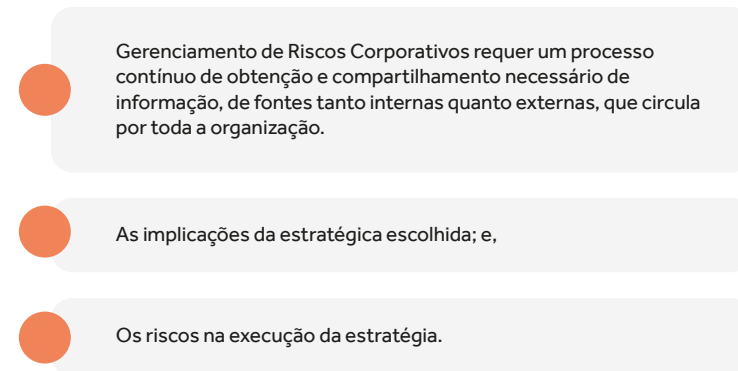 Gerenciamento de Riscos Corporativos requer um processo
contínuo de obtenção e compartilhamento necessário de
informação, de fontes tanto internas quanto externas, que circula
por toda a organização.
As implicações da estratégica escolhida; e,
Os riscos na execução da estratégia.